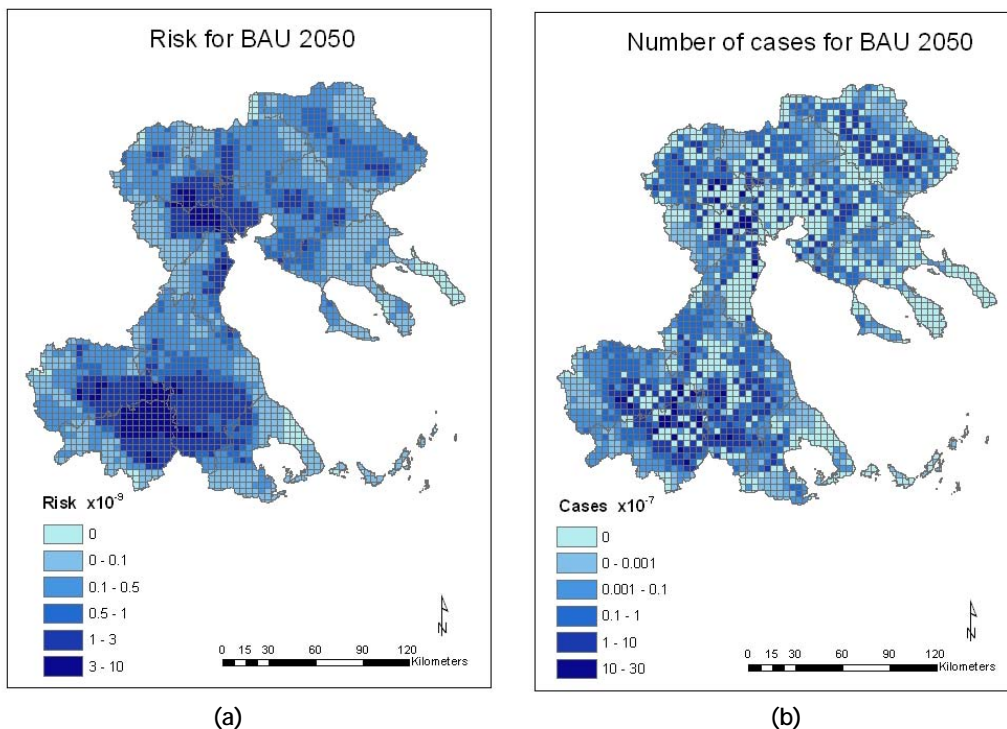 Risk for BAU 2050
Risk x10-9
0
0 - 0.1
0.1 - 0.5
0.5 - 1
1 - 3
3 - 10
N
0 15 30 60 90 120
Kilometers
(a)
Number of cases for BAU 2050
Cases x10-7
0
0 - 0.001
0.001 - 0.1
0.1 - 1
1 - 10
10 - 30
N
0 15 30 60 90 120
Kilometers
(b)